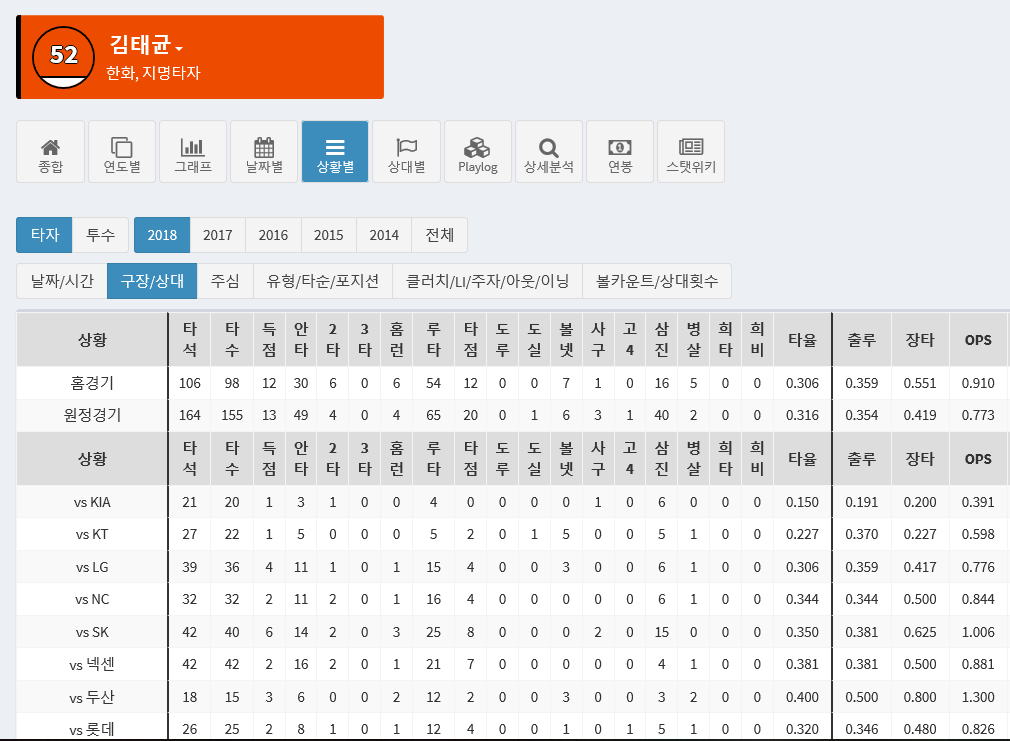 52
김태균
한화, 지명타자
종합 연도별 그래프 날짜별 상황별 상대별 Playlog 상세분석 연봉 스탯위키
타자 투수 2018 2017 2016 2015 2014 전체
날짜/시간 구장/상대 주심 유형/타순/포지션 클러치/LI/주자/아웃/이닝 볼카운트/상대횟수
상황 타석 타수 득점 안타 2타 3타 홈런 루타 타점 도루 도실 볼넷 사구 고4 삼진 병살 희타 희비 타율 출루 장타 OPS
홈경기 106 98 12 30 6 0 6 54 12 0 0 7 1 0 16 5 0 0 0.306 0.359 0.551 0.910
원정경기 164 155 13 49 4 0 4 65 20 0 1 6 3 1 40 2 0 0 0.316 0.354 0.419 0.773
상황 타석 타수 득점 안타 2타 3타 홈런 루타 타점 도루 도실 볼넷 사구 고4 삼진 병살 희타 희비 타율 출루 장타 OPS
vs KIA 21 20 1 3 1 0 0 4 0 0 0 0 1 0 6 0 0 0 0.150 0.191 0.200 0.391
vs KT 27 22 1 5 0 0 0 5 2 0 1 5 0 0 5 1 0 0 0.227 0.370 0.227 0.598
vs LG 39 36 4 11 1 0 1 15 4 0 0 3 0 0 6 1 0 0 0.306 0.359 0.417 0.776
vs NC 32 32 2 11 2 0 1 16 4 0 0 0 0 0 6 1 0 0 0.344 0.344 0.500 0.844
vs SK 42 40 6 14 2 0 3 25 8 0 0 0 2 0 15 0 0 0 0.350 0.381 0.625 1.006
vs 넥센 42 42 2 16 2 0 1 21 7 0 0 0 0 0 4 1 0 0 0.381 0.381 0.500 0.881
vs 두산 18 15 3 6 0 0 2 12 2 0 0 3 0 0 3 2 0 0 0.400 0.500 0.800 1.300
vs 롯데 26 25 2 8 1 0 1 12 4 0 0 1 0 1 5 1 0 0 0.320 0.346 0.480 0.826